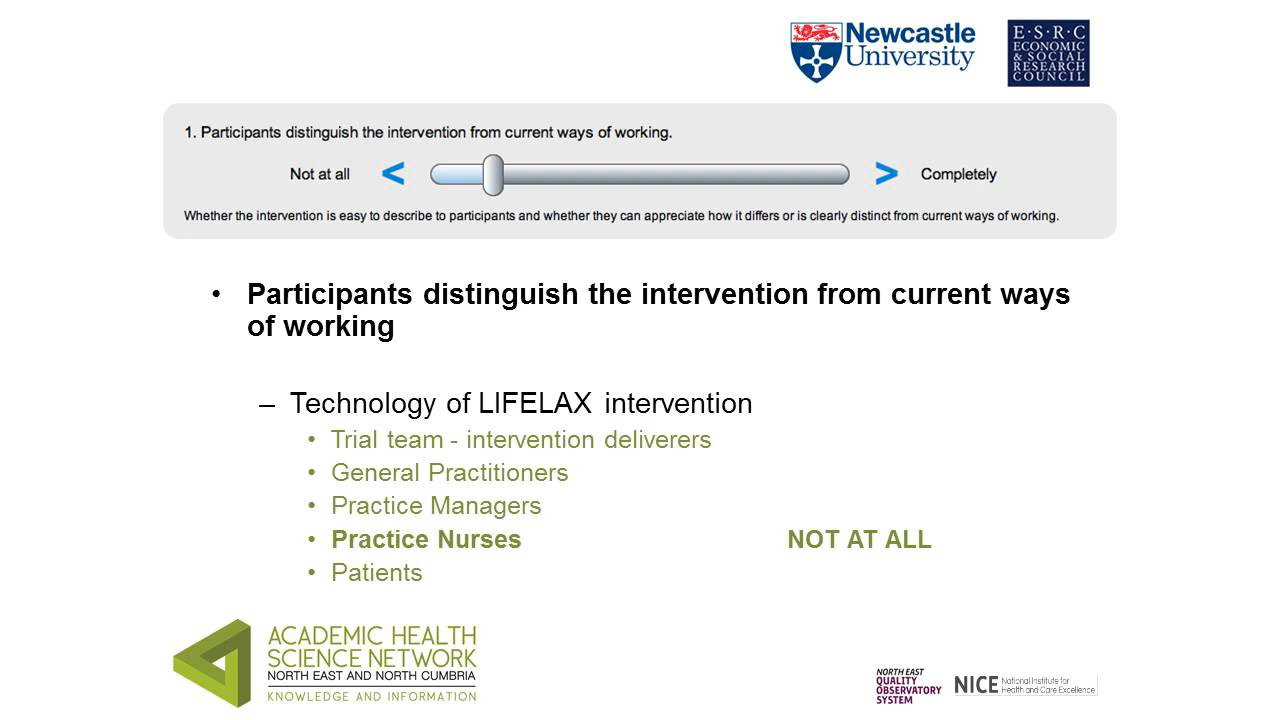 Newcastle
University
E·S·R·C
ECONOMIC
& SOCIAL
RESEARCH
COUNCIL
1. Participants distinguish the intervention from current ways of working.
Not at all < > Completely
Whether the intervention is easy to describe to participants and whether they can appreciate how it differs or is clearly distinct from current ways of working.
• Participants distinguish the intervention from current ways
of working
– Technology of LIFELAX intervention
• Trial team - intervention deliverers
• General Practitioners
• Practice Managers
• Practice Nurses NOT AT ALL
• Patients
ACADEMIC HEALTH
SCIENCE NETWORK
NORTH EAST AND NORTH CUMBRIA
KNOWLEDGE AND INFORMATION
NORTH EAST
QUALITY
OBSERVATORY
SYSTEM
NICE National Institute for
Health and Care Excellence